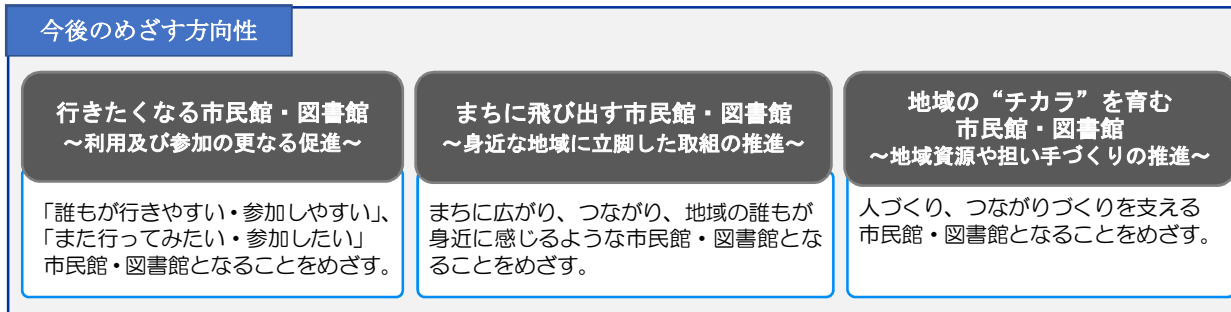 今後のめざす方向性
行きたくなる市民館・図書館
～利用及び参加の更なる促進～
「誰もが行きやすい・参加しやすい」、
「また行ってみたい・参加したい」
市民館・図書館となることをめざす。
まちに飛び出す市民館・図書館
～身近な地域に立脚した取組の推進～
まちに広がり、つながり、地域の誰もが
身近に感じるような市民館・図書館とな
ることをめざす。
地域の“チカラ”を育む
市民館・図書館
～地域資源や担い手づくりの推進～
人づくり、つながりづくりを支える
市民館・図書館となることをめざす。